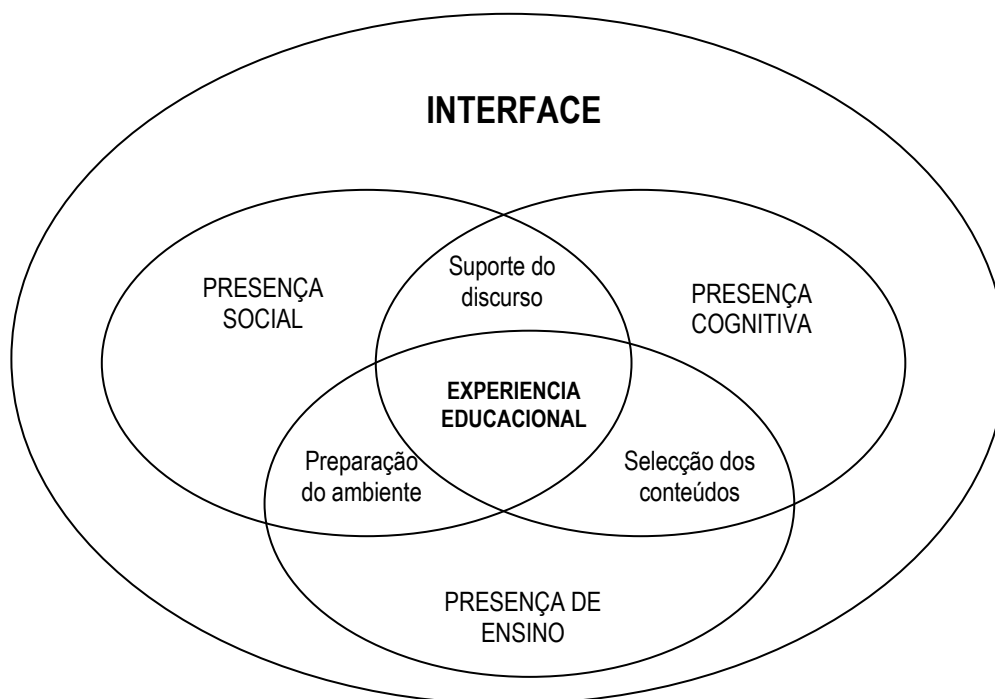 INTERFACE
PRESENÇA
SOCIAL
Suporte do
discurso
PRESENÇA
COGNITIVA
EXPERIENCIA
EDUCACIONAL
Preparação
do ambiente
Selecção dos
conteúdos
PRESENÇA DE
ENSINO